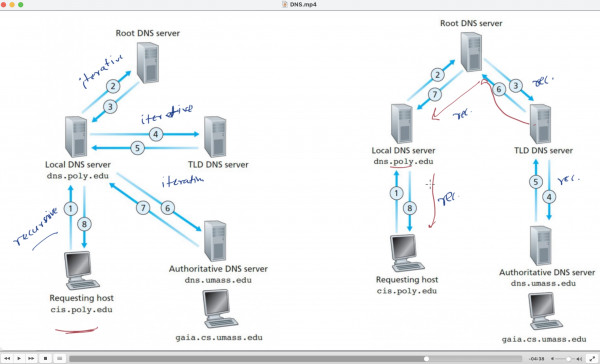 DNS.mp4
Root DNS server
iterative
2
3
iterative
4
5
Local DNS server
dns.poly.edu
TLD DNS server
iterative
1
8
7
6
recursive
Requesting host
cis.poly.edu
Authoritative DNS server
dns.umass.edu
gaia.cs.umass.edu
Root DNS server
2
7
3
6
rec.
rec.
Local DNS server
dns.poly.edu
TLD DNS server
1
8
rec.
5
4
rec.
Requesting host
cis.poly.edu
Authoritative DNS server
dns.umass.edu
gaia.cs.umass.edu
-04:38